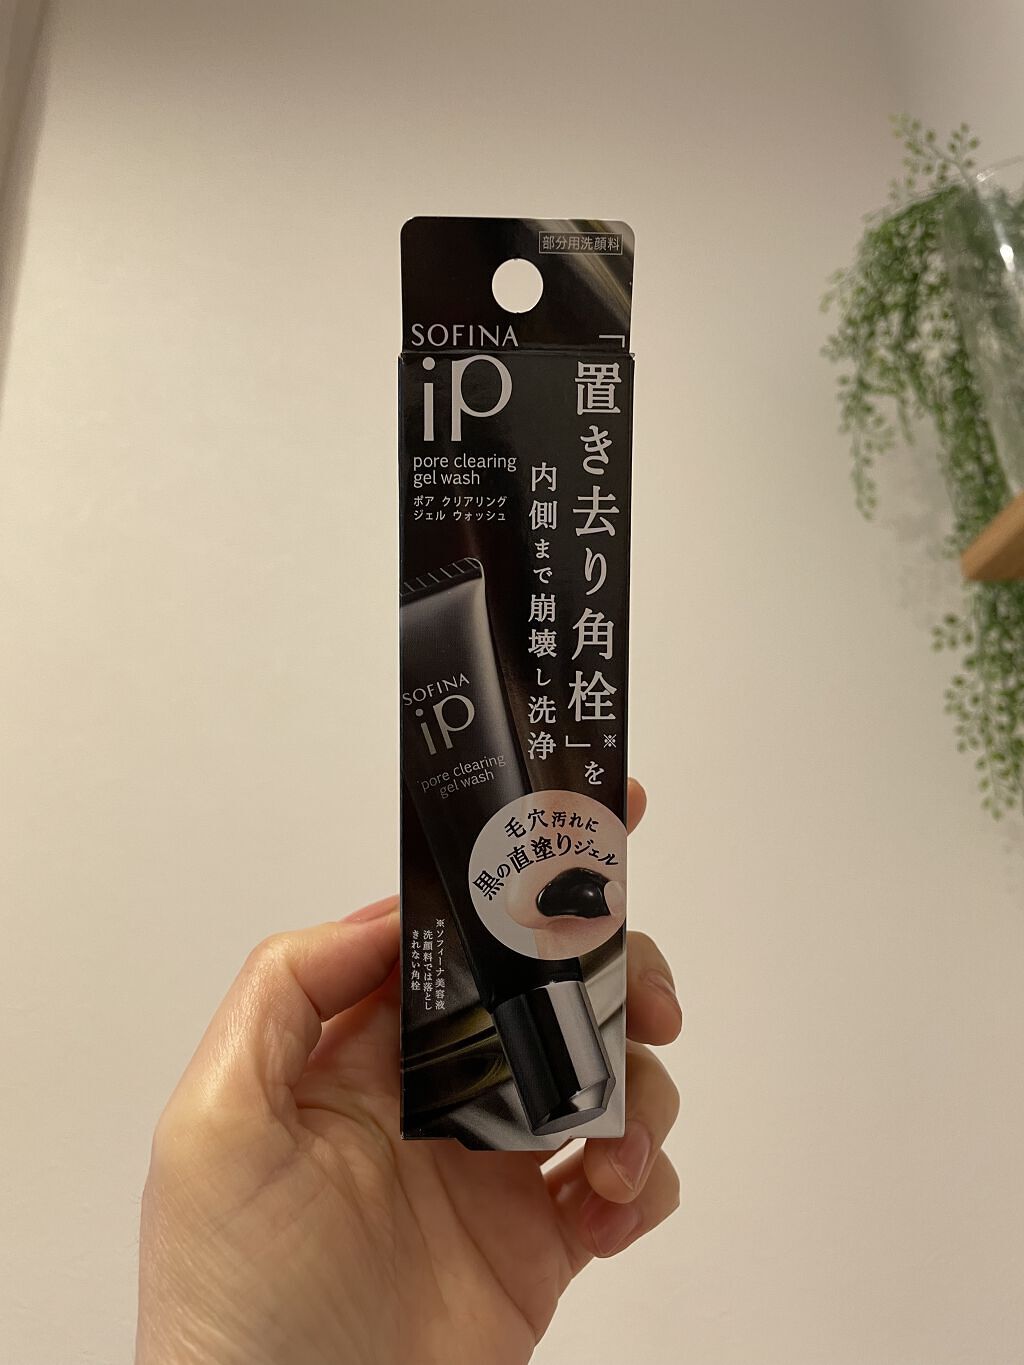 部分用洗顔料
SOFINA
iP
pore clearing
gel wash
ポア クリアリング
ジェル ウォッシュ
「置き去り角栓※」を
内側まで崩壊し洗浄
SOFINA
iP
pore clearing
gel wash
毛穴汚れに
黒の直塗りジェル
※ソフィーナ美容液
洗顔料では落とし
きれない角栓